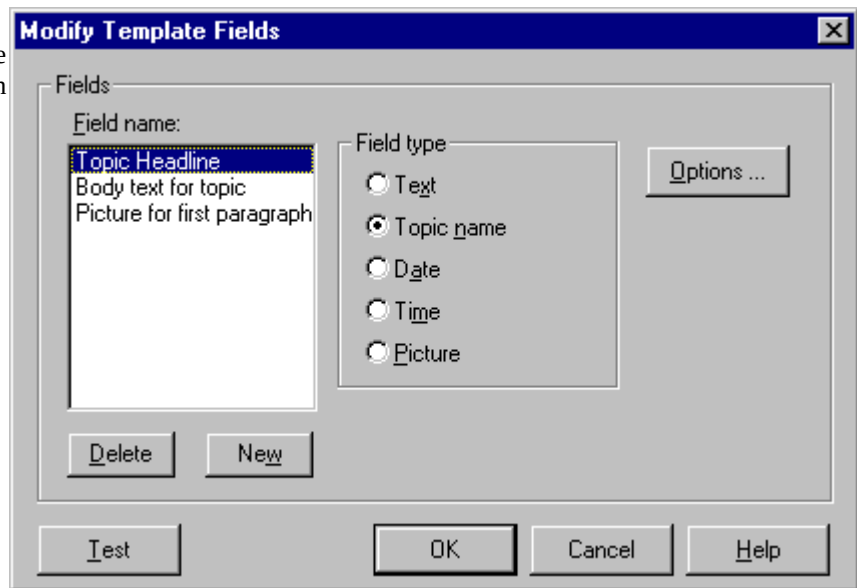 Modify Template Fields
e
n
Fields
Field name:
Topic Headline
Body text for topic
Picture for first paragraph
Field type
Text
Topic name
Date
Time
Picture
Options ...
Delete
New
Test
OK
Cancel
Help